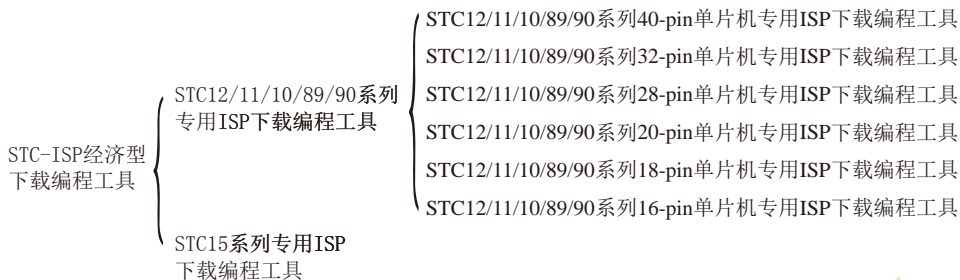 STC-ISP经济型
下载编程工具
STC12/11/10/89/90系列
专用ISP下载编程工具
STC12/11/10/89/90系列40-pin单片机专用ISP下载编程工具
STC12/11/10/89/90系列32-pin单片机专用ISP下载编程工具
STC12/11/10/89/90系列28-pin单片机专用ISP下载编程工具
STC12/11/10/89/90系列20-pin单片机专用ISP下载编程工具
STC12/11/10/89/90系列18-pin单片机专用ISP下载编程工具
STC12/11/10/89/90系列16-pin单片机专用ISP下载编程工具
STC15系列专用ISP
下载编程工具